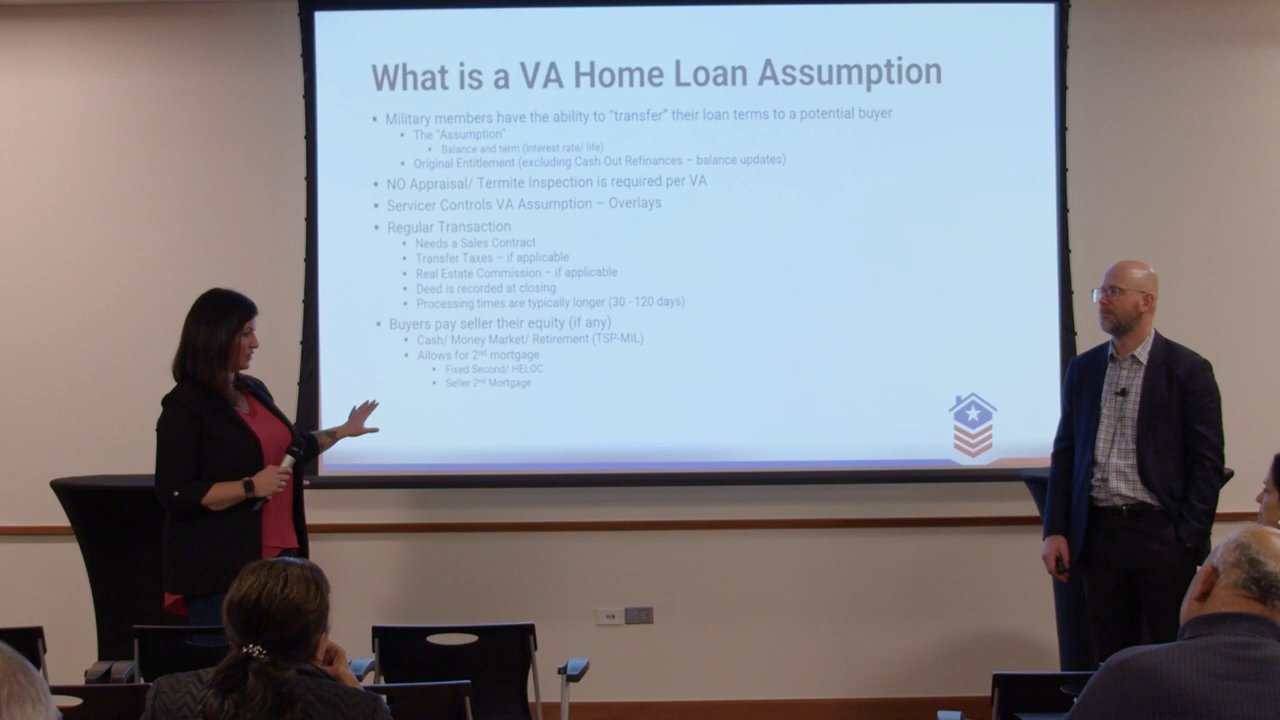 What is a VA Home Loan Assumption
▪ Military members have the ability to "transfer" their loan terms to a potential buyer
▪ The "Assumption"
▪ Balance and term (interest rate/ life)
▪ Original Entitlement (excluding Cash Out Refinances – balance updates)
▪ NO Appraisal/ Termite Inspection is required per VA
▪ Servicer Controls VA Assumption – Overlays
▪ Regular Transaction
▪ Needs a Sales Contract
▪ Transfer Taxes – if applicable
▪ Real Estate Commission – if applicable
▪ Deed is recorded at closing
▪ Processing times are typically longer (30 - 120 days)
▪ Buyers pay seller their equity (if any)
▪ Cash/ Money Market/ Retirement (TSP-MIL)
▪ Allows for 2nd mortgage
▪ Fixed Second/ HELOC
▪ Seller 2nd Mortgage